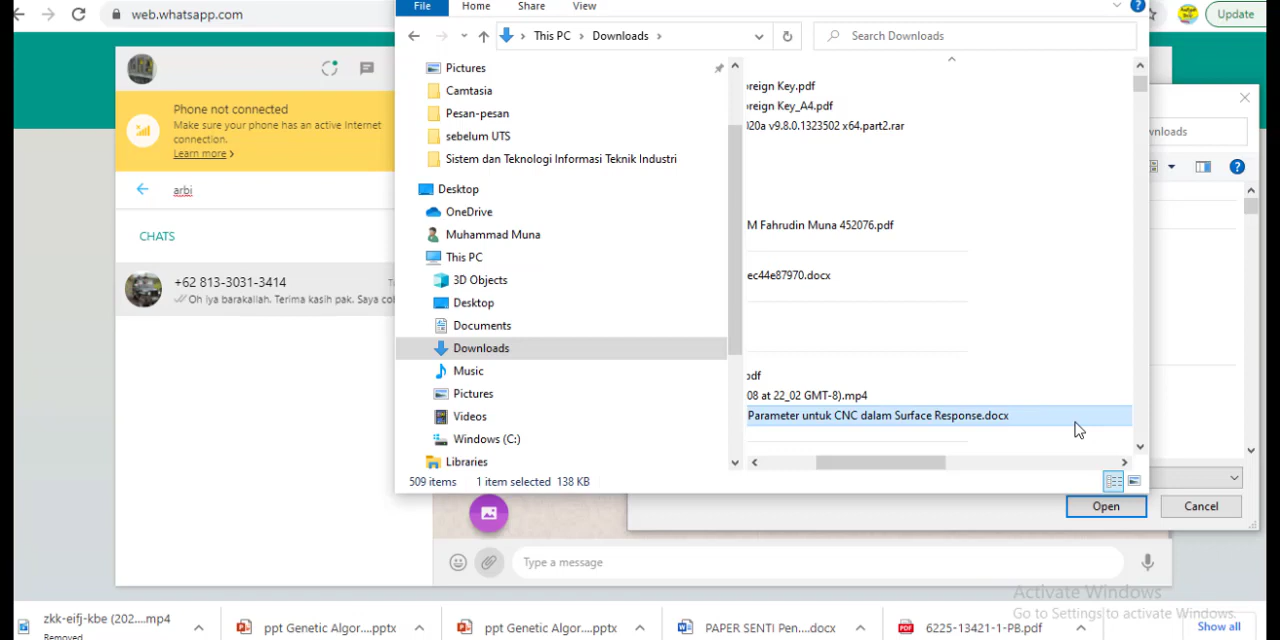 web.whatsapp.com
Update
File Home Share View
This PC Downloads
Search Downloads
Pictures
Camtasia
Pesan-pesan
sebelum UTS
Sistem dan Teknologi Informasi Teknik Industri
Desktop
OneDrive
Muhammad Muna
This PC
3D Objects
Desktop
Documents
Downloads
Music
Pictures
Videos
Windows (C:)
Libraries
reign Key.pdf
reign Key_A4.pdf
020a v9.8.0.1323502 x64.part2.rar
M Fahrudin Muna 452076.pdf
ec44e87970.docx
pdf
08 at 22_02 GMT-8).mp4
Parameter untuk CNC dalam Surface Response.docx
509 items 1 item selected 138 KB
wnloads
Open Cancel
Phone not connected
Make sure your phone has an active Internet
connection.
Learn more
arbi
CHATS
+62 813-3031-3414
Oh iya barakallah. Terima kasih pak. Saya
Type a message
Activate Windows
Go to Settings to activate Windows.
zkk-eifj-kbe (202....mp4
Removed
ppt Genetic Algor....pptx
ppt Genetic Algor....pptx
PAPER SENTI Pen....docx
6225-13421-1-PB.pdf
Show all